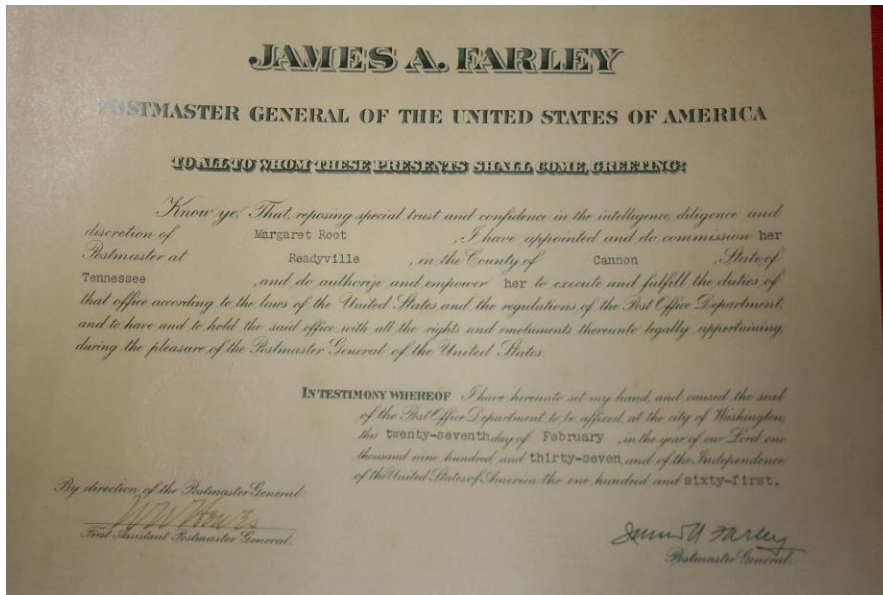 JAMES A. FARLEY
POSTMASTER GENERAL OF THE UNITED STATES OF AMERICA
TO ALL TO WHOM THESE PRESENTS SHALL COME, GREETING:
Know ye, That, reposing special trust and confidence in the intelligence, diligence and
discretion of Margaret Root , I have appointed and do commission her
Postmaster at Readyville , in the County of Cannon , State of
Tennessee , and do authorize and empower her to execute and fulfill the duties of
that office according to the laws of the United States and the regulations of the Post Office Department,
and to have and to hold the said office with all the rights and emoluments thereunto legally appertaining,
during the pleasure of the Postmaster General of the United States.
IN TESTIMONY WHEREOF I have hereunto set my hand, and caused the seal
of the Post Office Department to be affixed, at the city of Washington,
this twenty-seventh day of February , in the year of our Lord one
thousand nine hundred and thirty-seven, and of the Independence
of the United States of America the one hundred and sixty-first.
By direction of the Postmaster General:
Howes
First Assistant Postmaster General.
James A Farley
Postmaster General.